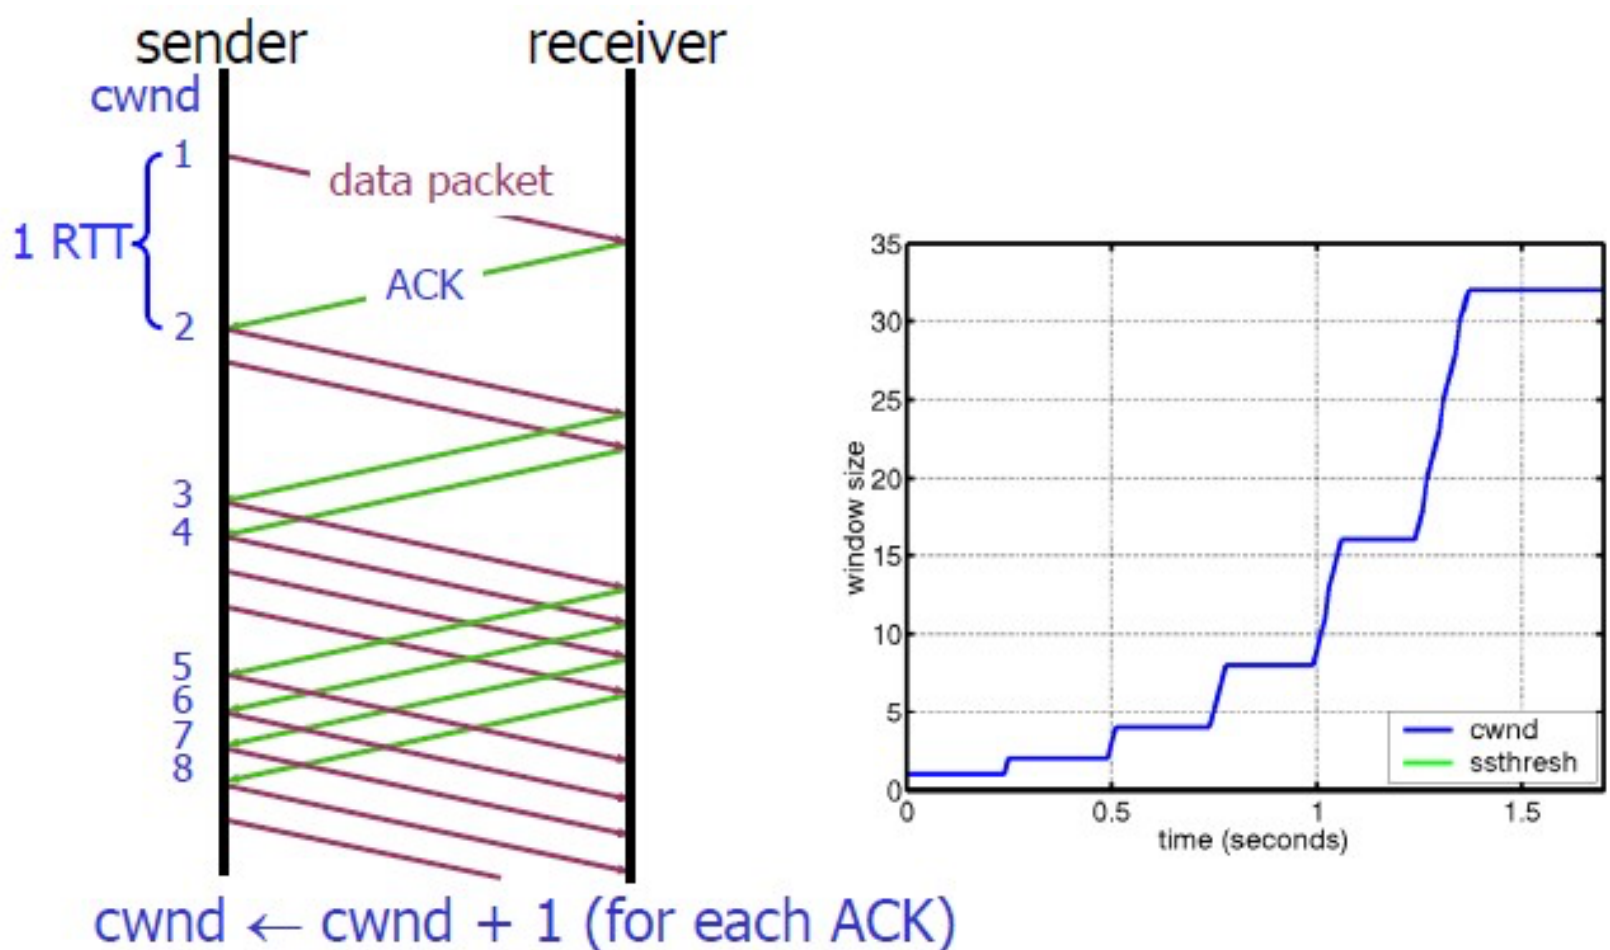 sender
receiver
cwnd
1
data packet
1 RTT
ACK
2
3
4
5
6
7
8
cwnd ← cwnd + 1 (for each ACK)
35
30
25
20
15
10
5
0
window size
0
0.5
1
1.5
time (seconds)
cwnd
ssthresh